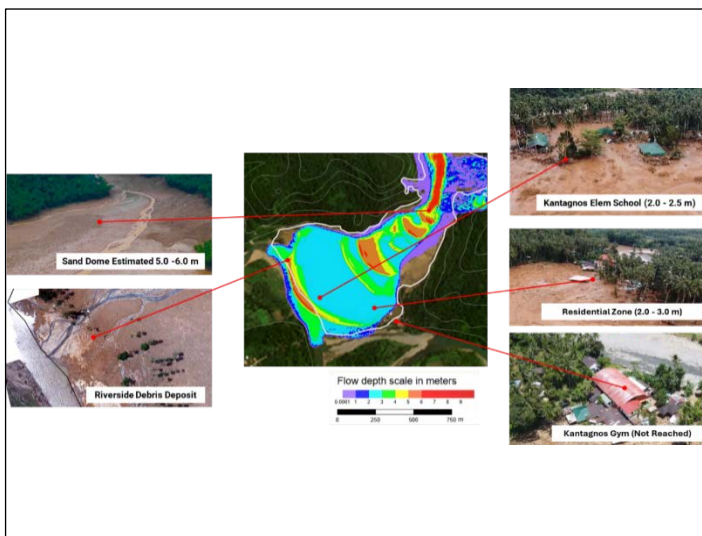 Kantagnos Elem School (2.0 - 2.5 m)
Sand Dome Estimated 5.0 -6.0 m
Residential Zone (2.0 - 3.0 m)
Riverside Debris Deposit
Flow depth scale in meters
0.0001 1 2 3 4 5 6 7 8 9
0 250 500 750 m
Kantagnos Gym (Not Reached)